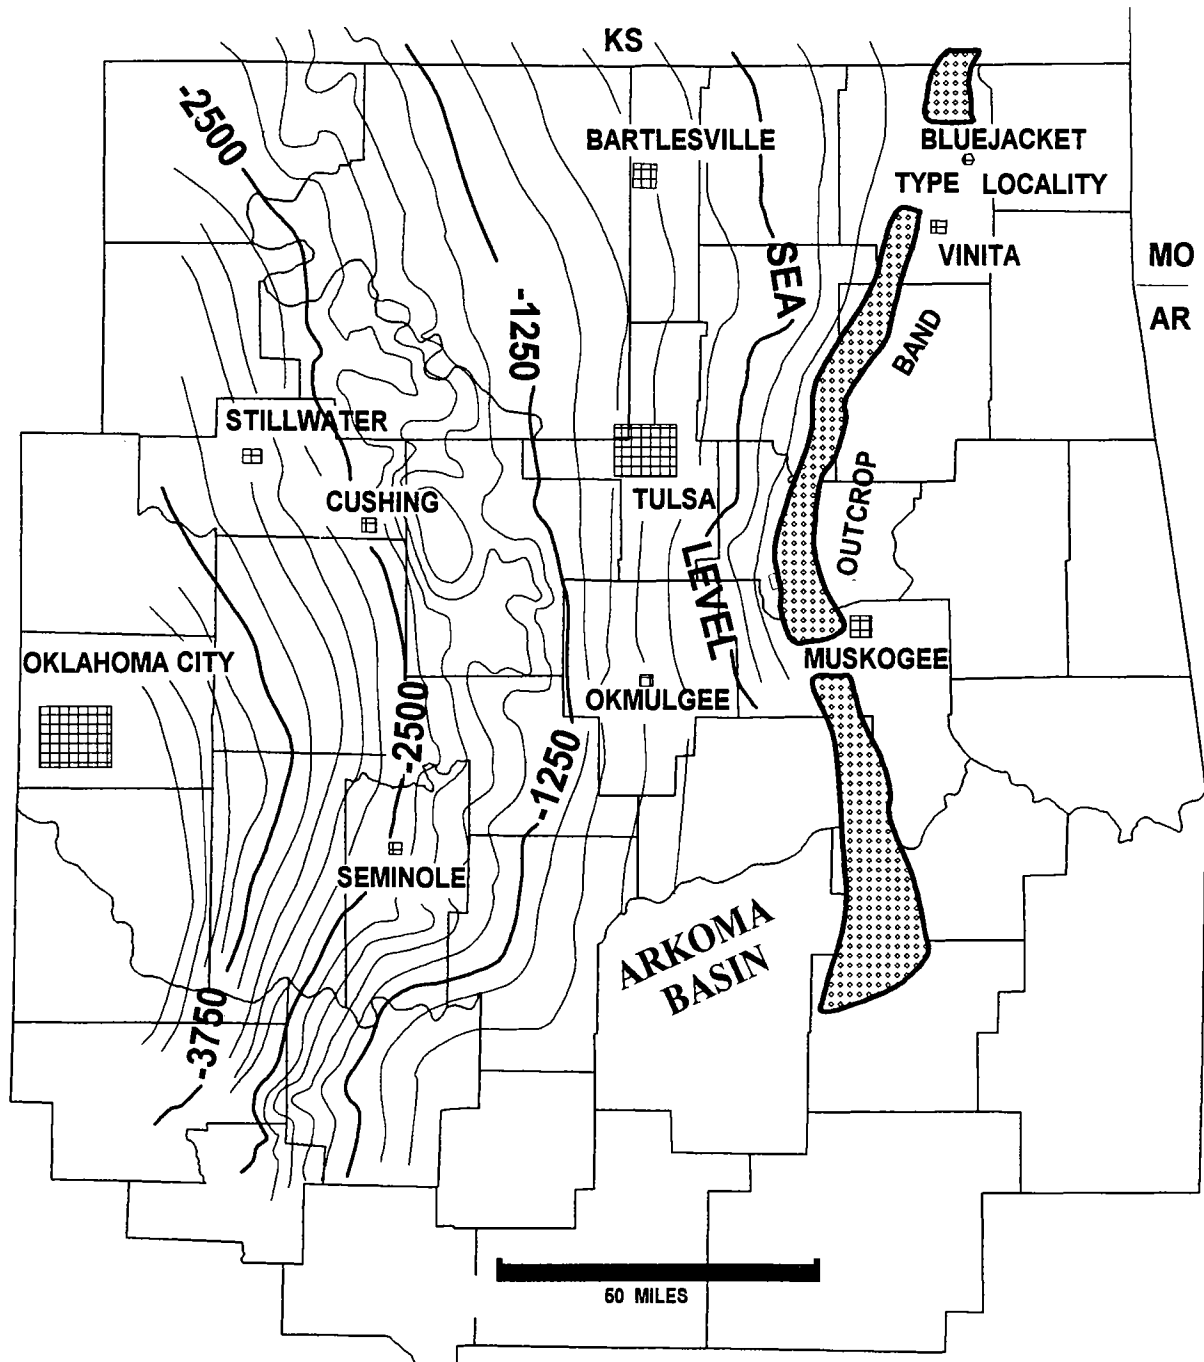 KS
-2500
BARTLESVILLE
BLUEJACKET
TYPE LOCALITY
VINITA
MO
AR
SEA
-1250
BAND
STILLWATER
CUSHING
TULSA
OUTCROP
LEVEL
OKLAHOMA CITY
MUSKOGEE
OKMULGEE
-2500
-1250
SEMINOLE
ARKOMA
BASIN
-3750
50 MILES